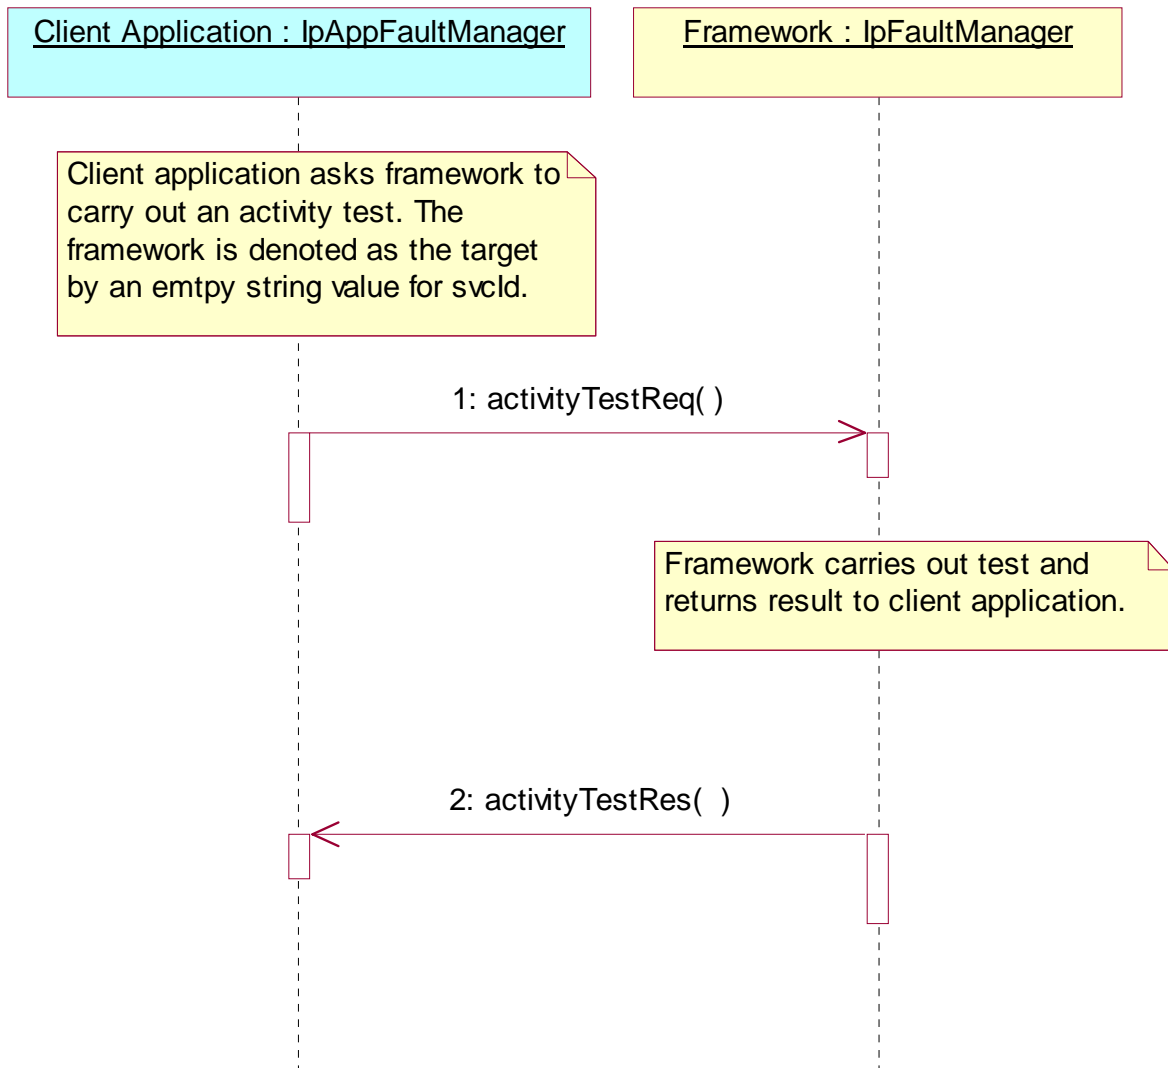 Client Application : IpAppFaultManager
Framework : IpFaultManager
Client application asks framework to
carry out an activity test. The
framework is denoted as the target
by an emtpy string value for svcId.
1: activityTestReq( )
Framework carries out test and
returns result to client application.
2: activityTestRes(  )